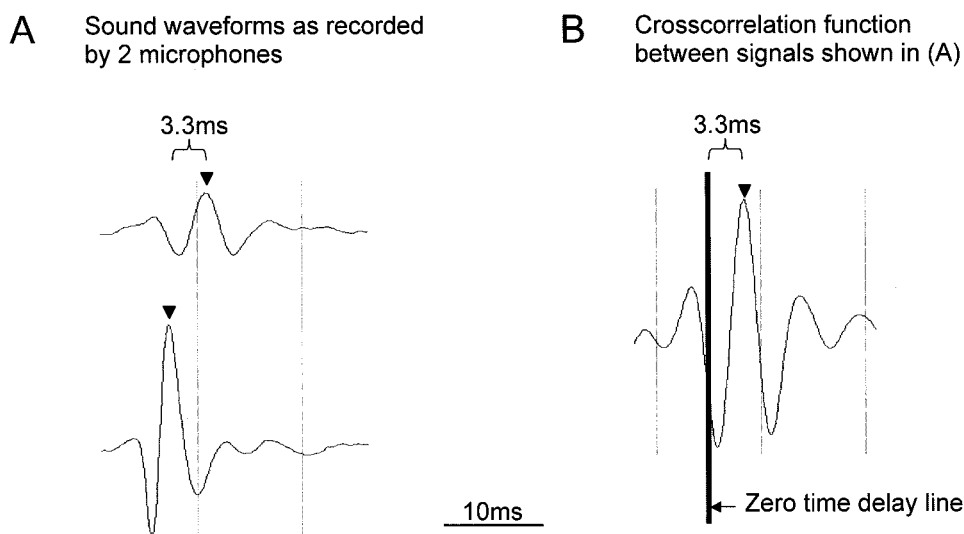 A
Sound waveforms as recorded
by 2 microphones
3.3ms
10ms
B
Crosscorrelation function
between signals shown in (A)
3.3ms
Zero time delay line